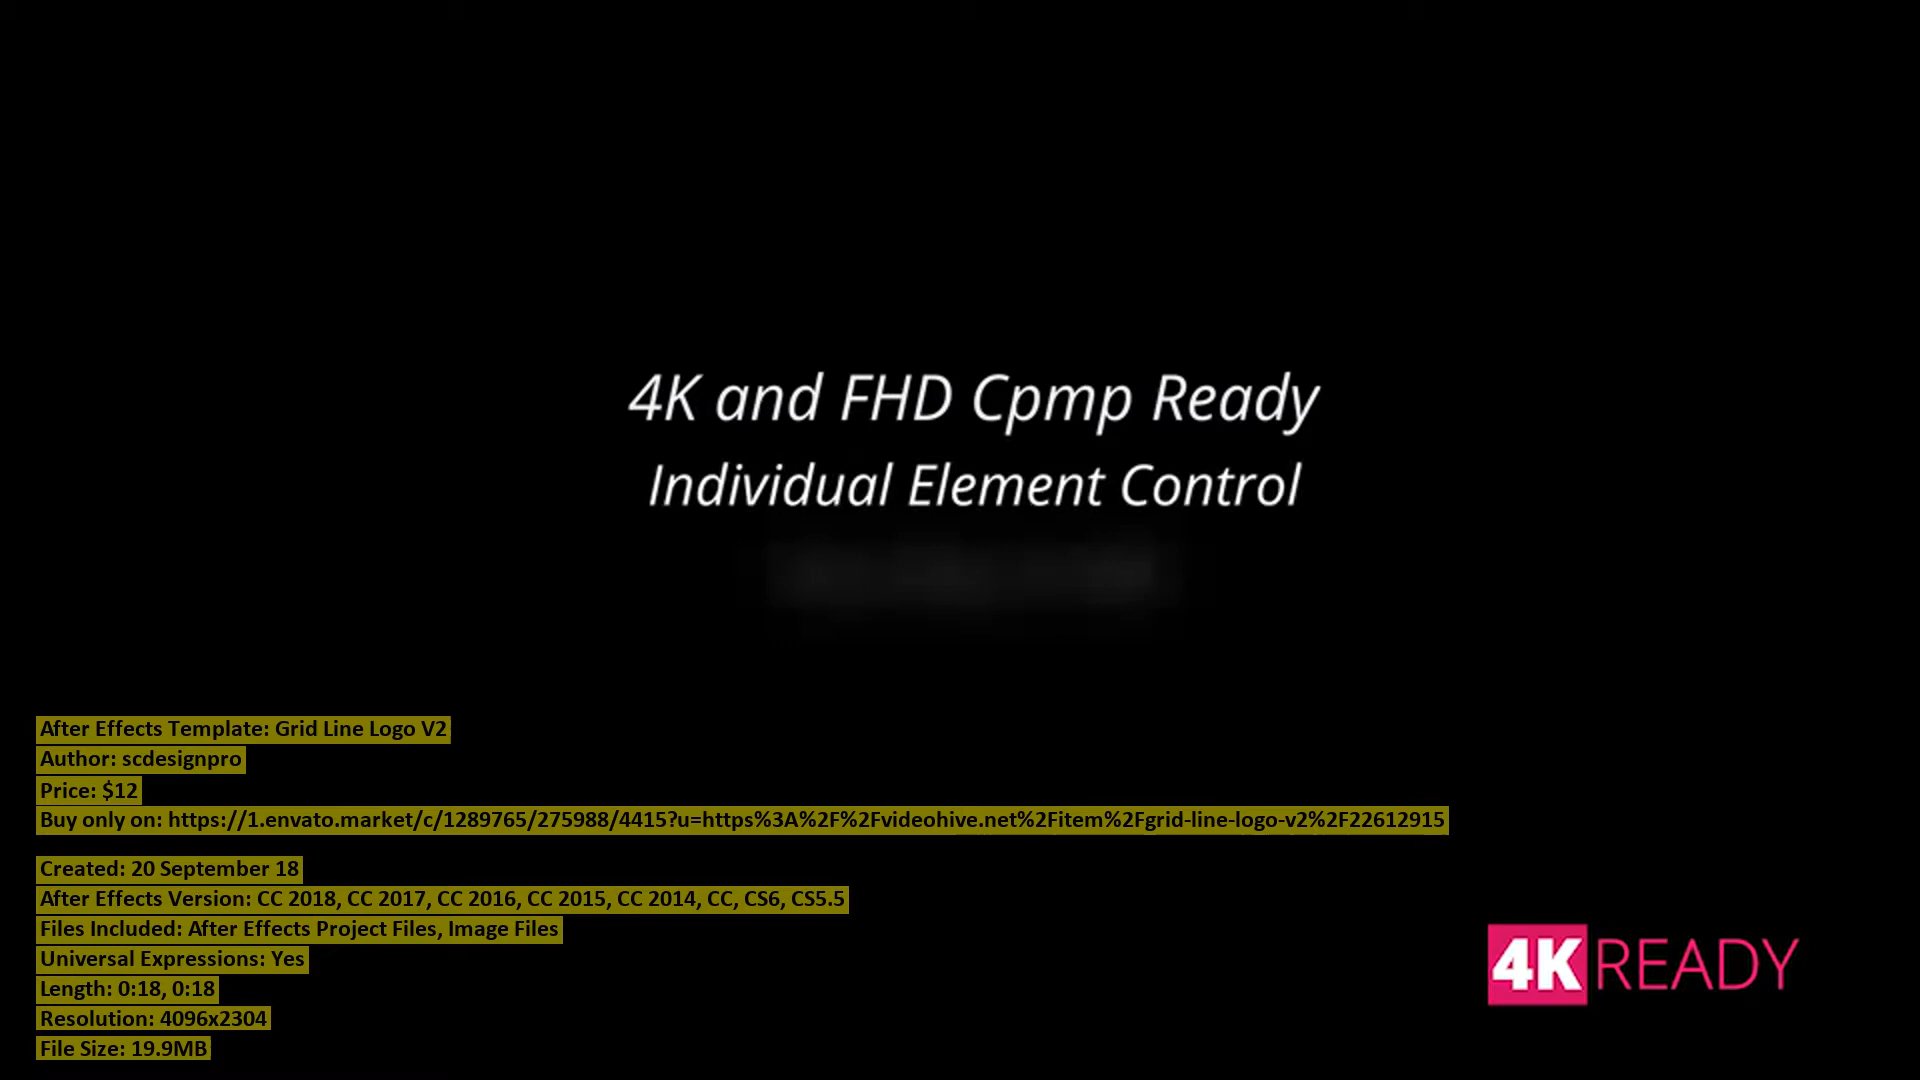 4K and FHD Cpmp Ready
Individual Element Control
After Effects Template: Grid Line Logo V2
Author: scdesignpro
Price: $12
Buy only on: https://1.envato.market/c/1289765/275988/4415?u=https%3A%2F%2Fvideohive.net%2Fitem%2Fgrid-line-logo-v2%2F22612915
Created: 20 September 18
After Effects Version: CC 2018, CC 2017, CC 2016, CC 2015, CC 2014, CC, CS6, CS5.5
Files Included: After Effects Project Files, Image Files
Universal Expressions: Yes
Length: 0:18, 0:18
Resolution: 4096x2304
File Size: 19.9MB
4K READY